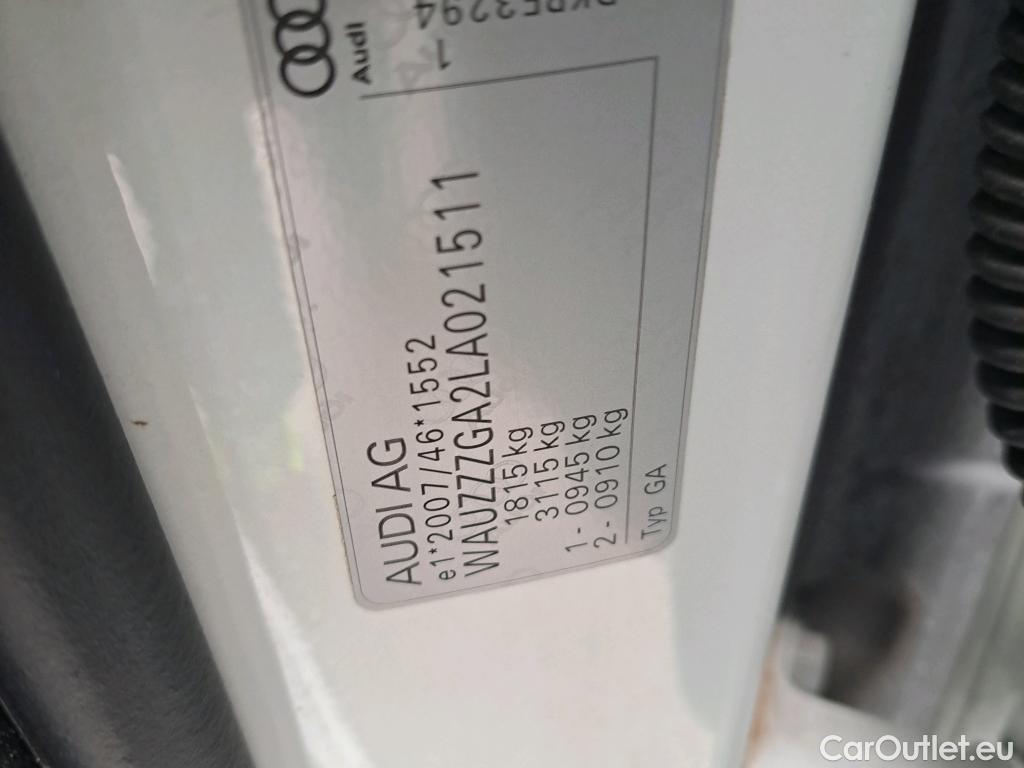 AUDI AG
e1*2007/46*1552
WAUZZZGA2LA021511
1815 kg
3115 kg
1- 0945 kg
2- 0910 kg
Typ GA
Audi
CarOutlet.eu